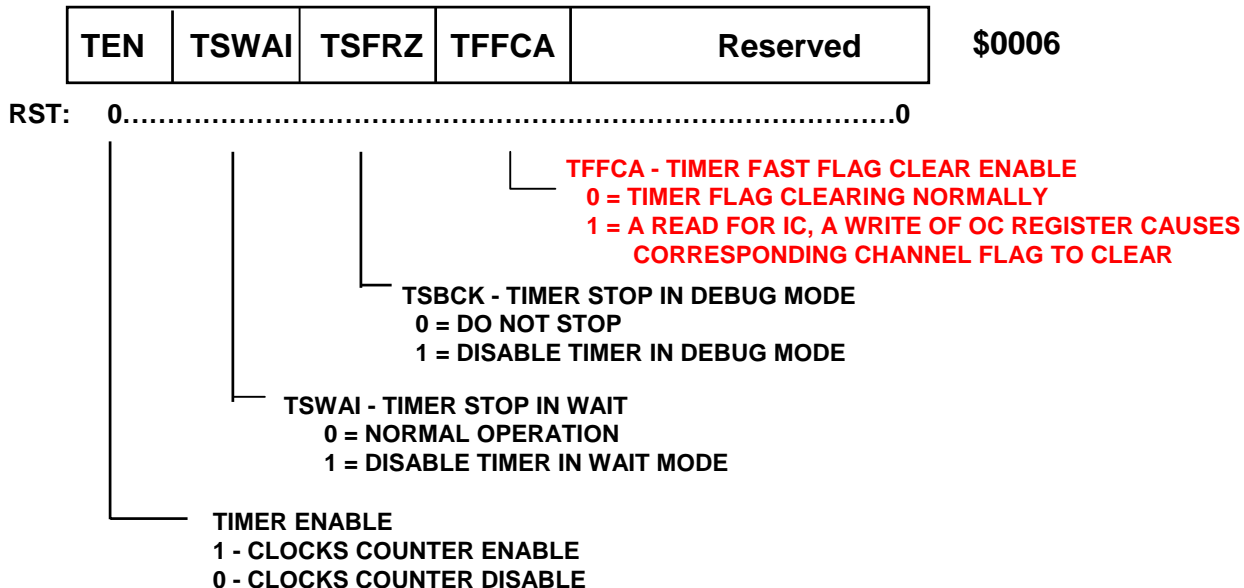 TEN TSWAI TSFRZ TFFCA Reserved $0006
RST: 0.................................................................................0
TFFCA - TIMER FAST FLAG CLEAR ENABLE
0 = TIMER FLAG CLEARING NORMALLY
1 = A READ FOR IC, A WRITE OF OC REGISTER CAUSES
CORRESPONDING CHANNEL FLAG TO CLEAR
TSBCK - TIMER STOP IN DEBUG MODE
0 = DO NOT STOP
1 = DISABLE TIMER IN DEBUG MODE
TSWAI - TIMER STOP IN WAIT
0 = NORMAL OPERATION
1 = DISABLE TIMER IN WAIT MODE
TIMER ENABLE
1 - CLOCKS COUNTER ENABLE
0 - CLOCKS COUNTER DISABLE